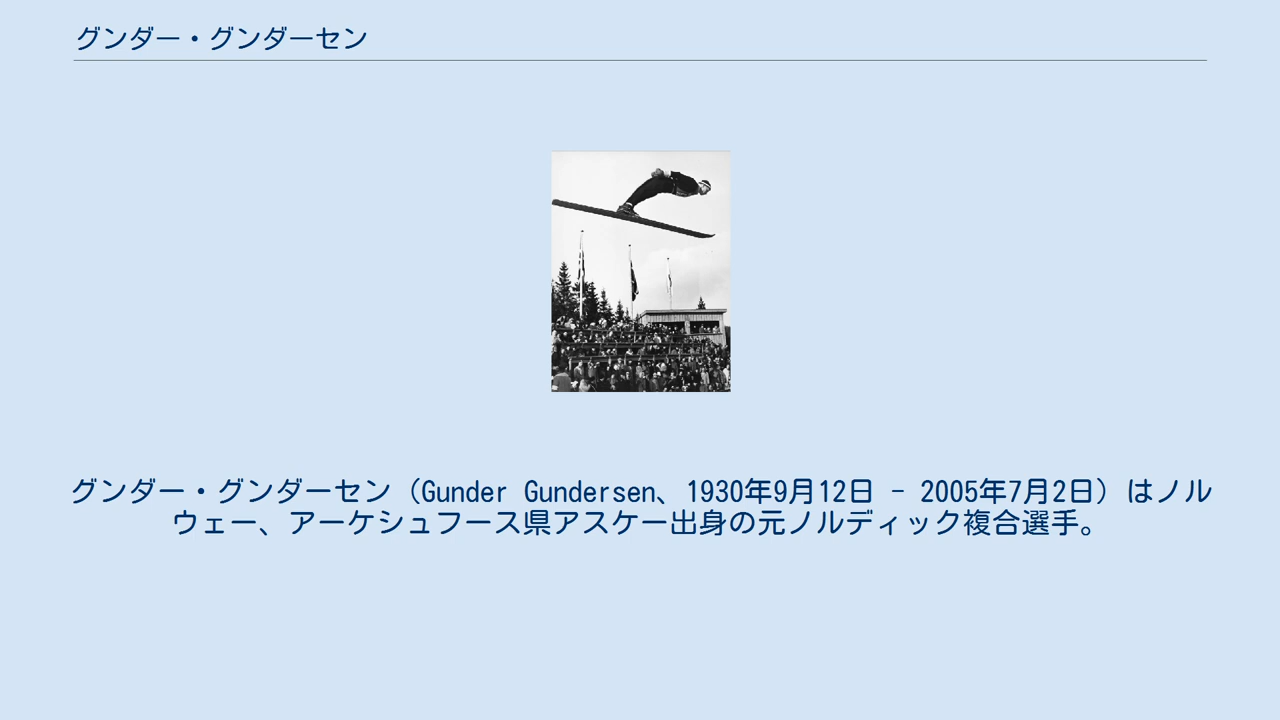 グンダー・グンダーセン
グンダー・グンダーセン（Gunder Gundersen、1930年9月12日 - 2005年7月2日）はノル
ウェー、アーケシュフース県アスケー出身の元ノルディック複合選手。